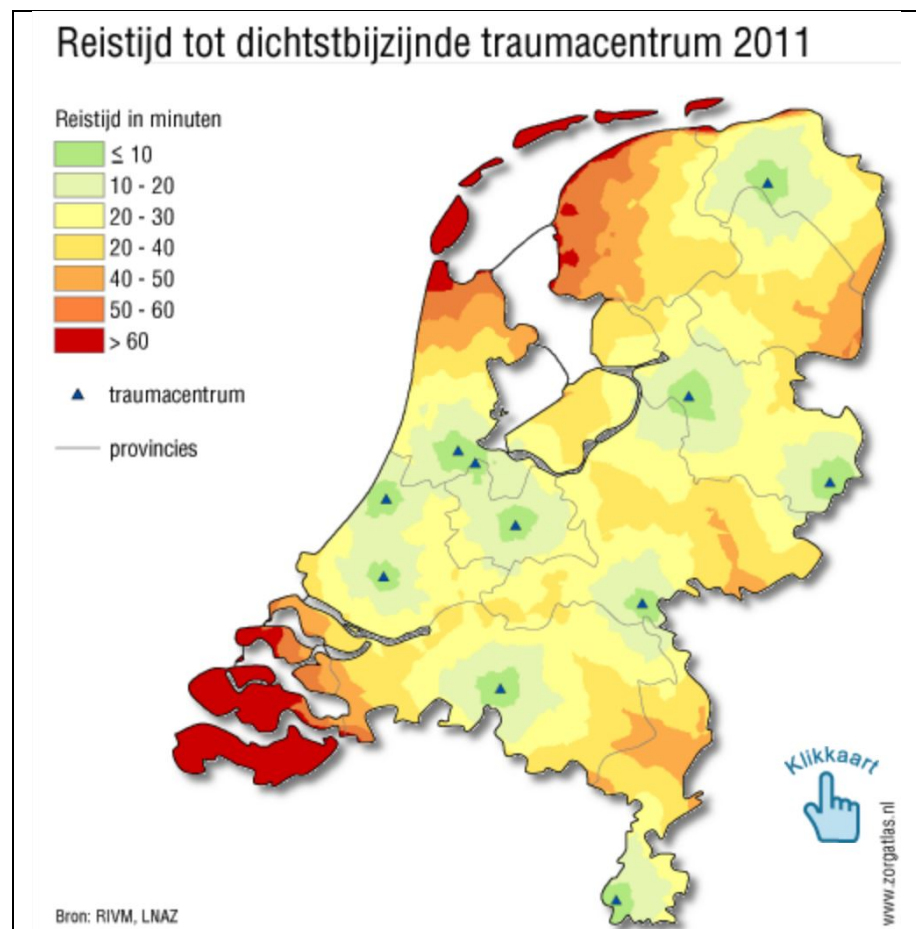 Reistijd tot dichtstbijzijnde traumacentrum 2011
Reistijd in minuten
≤ 10
10 - 20
20 - 30
20 - 40
40 - 50
50 - 60
> 60
traumacentrum
provincies
Klikkaart
www.zorgatlas.nl
Bron: RIVM, LNAZ